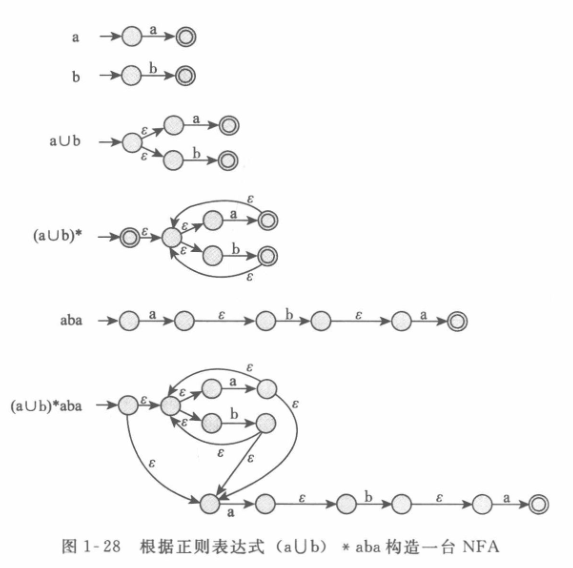 a a
b b
a∪b ε a
ε b
(a∪b)* ε ε a ε
ε b ε
aba a ε b ε a
(a∪b)*aba ε ε a ε ε
ε b ε
ε ε
a ε b ε a
图 1-28 根据正则表达式（a∪b）*aba 构造一台 NFA